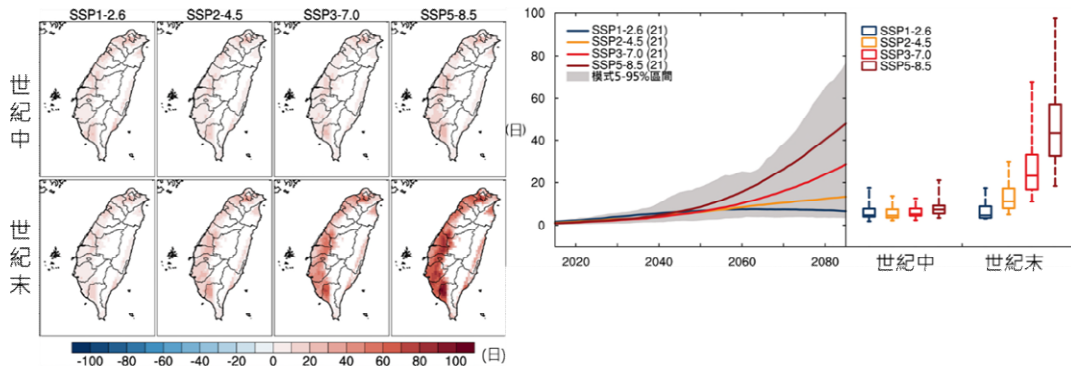 SSP1-2.6 SSP2-4.5 SSP3-7.0 SSP5-8.5
世紀中
世紀末
-100 -80 -60 -40 -20 0 20 40 60 80 100 (日)
100
80
60
40
20
0
(日)
SSP1-2.6 (21)
SSP2-4.5 (21)
SSP3-7.0 (21)
SSP5-8.5 (21)
模式5-95%區間
2020 2040 2060 2080
SSP1-2.6
SSP2-4.5
SSP3-7.0
SSP5-8.5
世紀中 世紀末